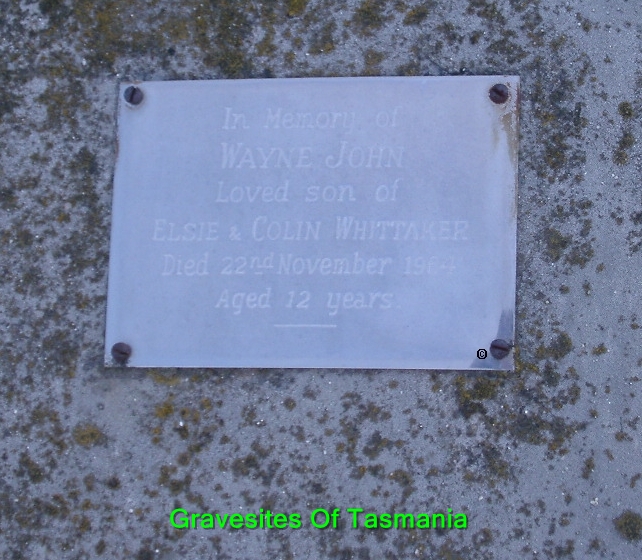 In Memory of
WAYNE JOHN
Loved son of
ELSIE & COLIN WHITTAKER
Died 22nd November 1964
Aged 12 years.
©
Gravesites Of Tasmania